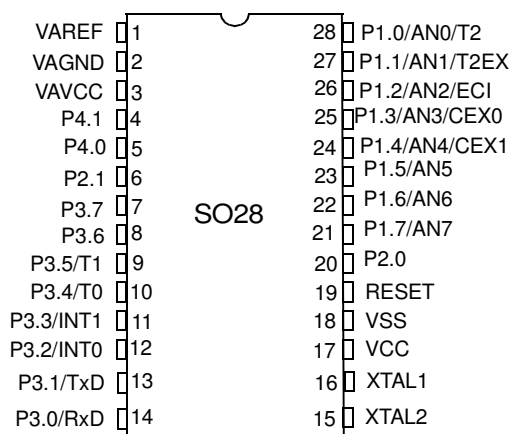 VAREF 1 28 P1.0/AN0/T2
VAGND 2 27 P1.1/AN1/T2EX
VAVCC 3 26 P1.2/AN2/ECI
P4.1 4 25 P1.3/AN3/CEX0
P4.0 5 24 P1.4/AN4/CEX1
P2.1 6 23 P1.5/AN5
P3.7 7 22 P1.6/AN6
SO28
P3.6 8 21 P1.7/AN7
P3.5/T1 9 20 P2.0
P3.4/T0 10 19 RESET
P3.3/INT1 11 18 VSS
P3.2/INT0 12 17 VCC
P3.1/TxD 13 16 XTAL1
P3.0/RxD 14 15 XTAL2